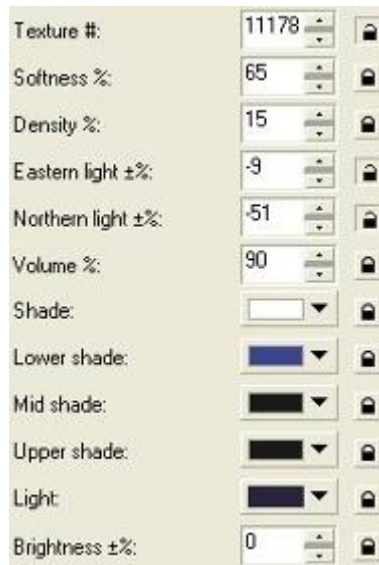 Texture #: 11178
Softness %: 65
Density %: 15
Eastern light ±%: -9
Northern light ±%: -51
Volume %: 90
Shade:
Lower shade:
Mid shade:
Upper shade:
Light:
Brightness ±%: 0